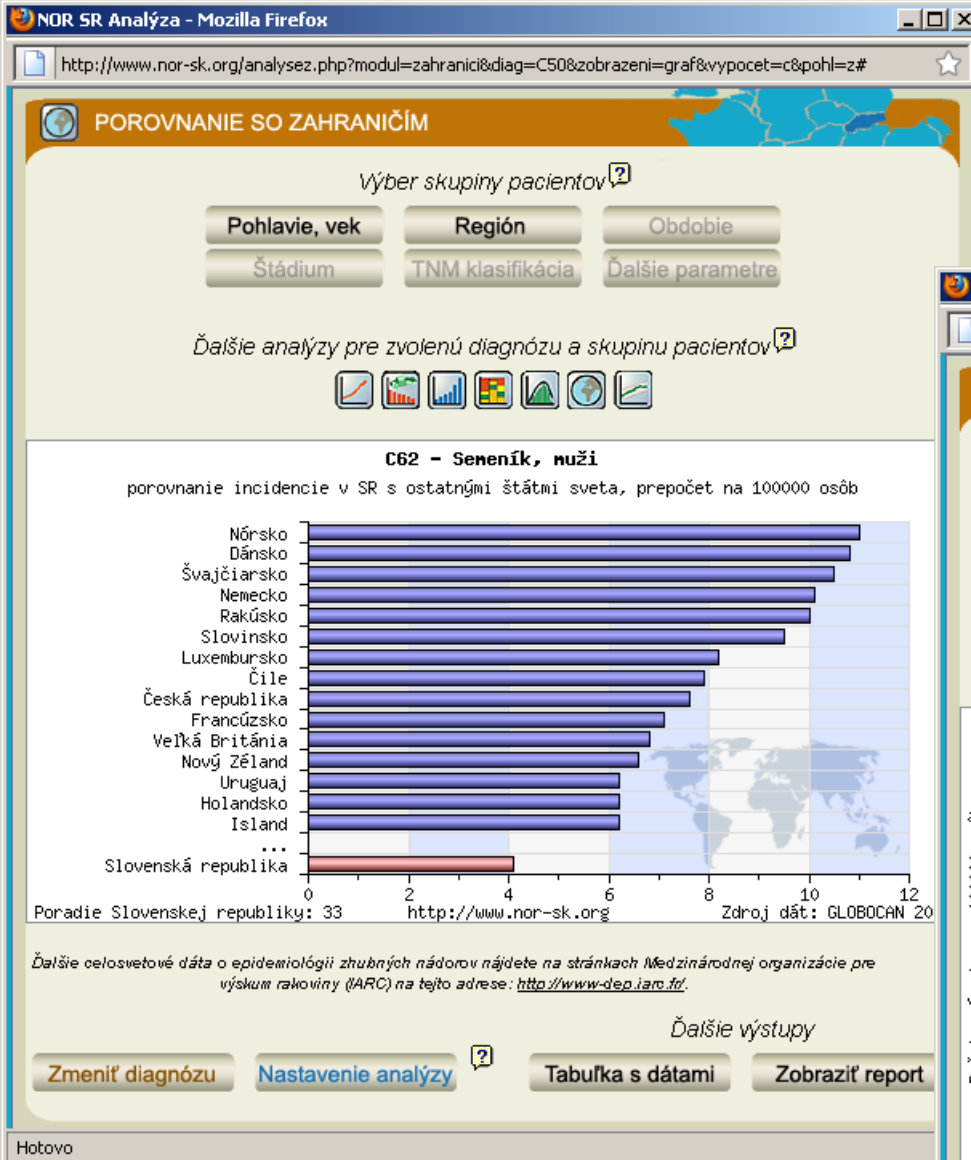 NOR SR Analýza - Mozilla Firefox
http://www.nor-sk.org/analysez.php?modul=zahranici&diag=C50&zobrazeni=graf&vypocet=c&pohl=z#
POROVNANIE SO ZAHRANIČÍM
Výber skupiny pacientov ?
Pohlavie, vek Región Obdobie
Štádium TNM klasifikácia Ďalšie parametre
Ďalšie analýzy pre zvolenú diagnózu a skupinu pacientov ?
C62 - Semeník, muži
porovnanie incidencie v SR s ostatnými štátmi sveta, prepočet na 100000 osôb
Nórsko
Dánsko
Švajčiarsko
Nemecko
Rakúsko
Slovinsko
Luxembursko
Čile
Česká republika
Francúzsko
Veľká Británia
Nový Zéland
Uruguaj
Holandsko
Island
...
Slovenská republika
0 2 4 6 8 10 12
Poradie Slovenskej republiky: 33 http://www.nor-sk.org Zdroj dát: GLOBOCAN 20
Ďalšie celosvetové dáta o epidemiológii zhubných nádorov nájdete na stránkach Medzinárodnej organizácie pre
výskum rakoviny (IARC) na tejto adrese: http://www-dep.iarc.fr/.
Ďalšie výstupy
Zmeniť diagnózu Nastavenie analýzy ? Tabuľka s dátami Zobraziť report
Hotovo